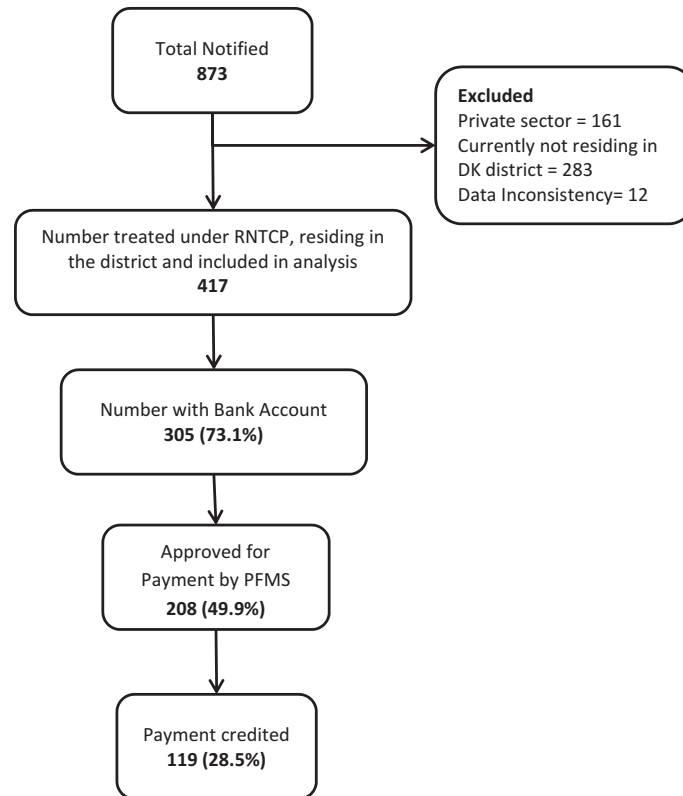 Total Notified
873
Excluded
Private sector = 161
Currently not residing in
DK district = 283
Data Inconsistency= 12
Number treated under RNTCP, residing in
the district and included in analysis
417
Number with Bank Account
305 (73.1%)
Approved for
Payment by PFMS
208 (49.9%)
Payment credited
119 (28.5%)